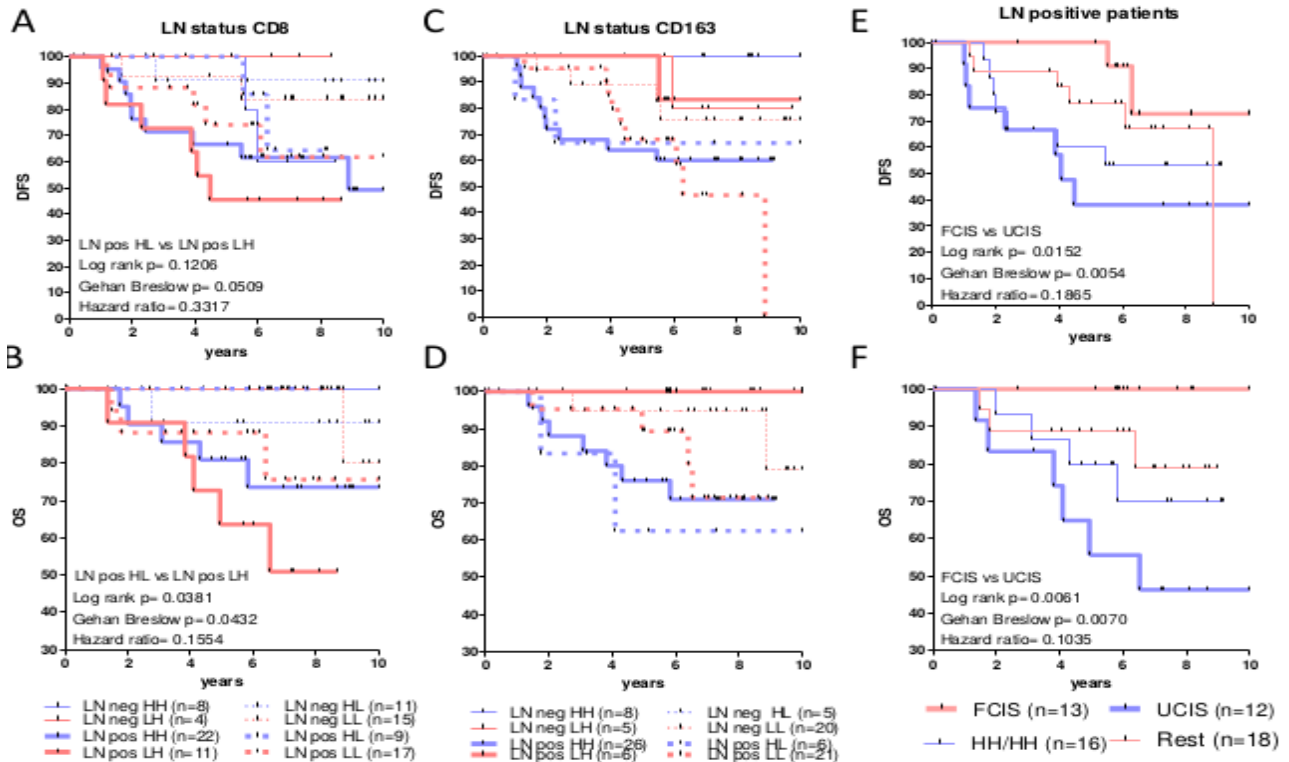 A
LN status CD8
100
90
80
70
60
50
40
30
80
90
100
DFS
LN pos HL vs LN pos LH
Log rank p= 0.1206
Gehan Breslow p= 0.0509
Hazard ratio= 0.3317
0 2 4 6 8 10
years
C
LN status CD163
100
90
80
70
60
50
40
30
80
90
100
DFS
0 2 4 6 8 10
years
E
LN positive patients
100
90
80
70
60
50
40
30
20
10
0
DFS
FCIS vs UCIS
Log rank p= 0.0152
Gehan Breslow p= 0.0054
Hazard ratio= 0.1865
0 2 4 6 8 10
years
B
100
90
80
70
60
50
40
30
OS
LN pos HL vs LN pos LH
Log rank p= 0.0381
Gehan Breslow p= 0.0432
Hazard ratio= 0.1554
0 2 4 6 8 10
years
LN neg HH (n=8)
LN neg LH (n=4)
LN pos HH (n=22)
LN pos LH (n=11)
LN neg HL (n=11)
LN neg LL (n=15)
LN pos HL (n=9)
LN pos LL (n=17)
D
100
90
80
70
60
50
40
30
OS
0 2 4 6 8 10
years
LN neg HH (n=8)
LN neg LH (n=5)
LN pos HH (n=26)
LN pos LH (n=6)
LN neg HL (n=5)
LN neg LL (n=20)
LN pos HL (n=6)
LN pos LL (n=21)
F
100
90
80
70
60
50
40
30
OS
FCIS vs UCIS
Log rank p= 0.0061
Gehan Breslow p= 0.0070
Hazard ratio= 0.1035
0 2 4 6 8 10
years
FCIS (n=13)
HH/HH (n=16)
UCIS (n=12)
Rest (n=18)